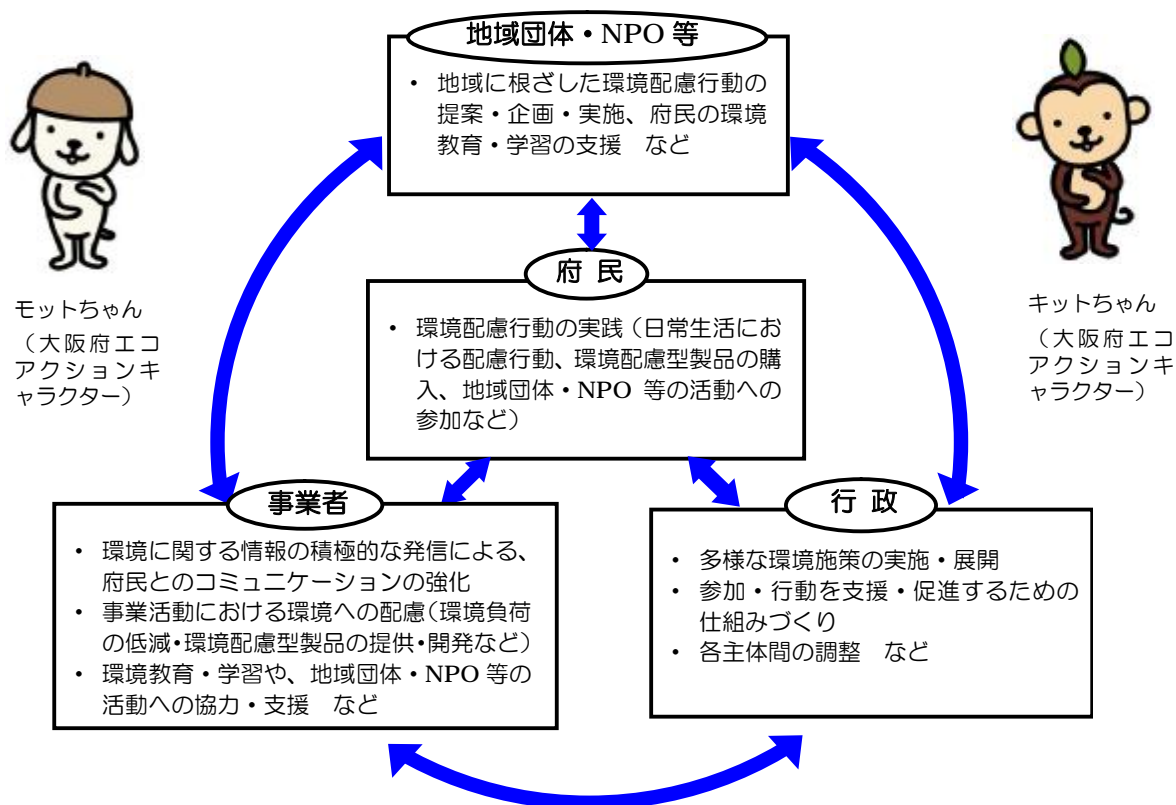 地域団体・NPO 等
・ 地域に根ざした環境配慮行動の
提案・企画・実施、府民の環境
教育・学習の支援　など
モットちゃん
（大阪府エコ
アクションキ
ャラクター）
キットちゃん
（大阪府エコ
アクションキ
ャラクター）
府 民
・ 環境配慮行動の実践（日常生活にお
ける配慮行動、環境配慮型製品の購
入、地域団体・NPO 等の活動への
参加など）
事業者
・ 環境に関する情報の積極的な発信による、
府民とのコミュニケーションの強化
・ 事業活動における環境への配慮（環境負荷
の低減・環境配慮型製品の提供・開発など）
・ 環境教育・学習や、地域団体・NPO 等の
活動への協力・支援　など
行 政
・ 多様な環境施策の実施・展開
・ 参加・行動を支援・促進するための
仕組みづくり
・ 各主体間の調整　など